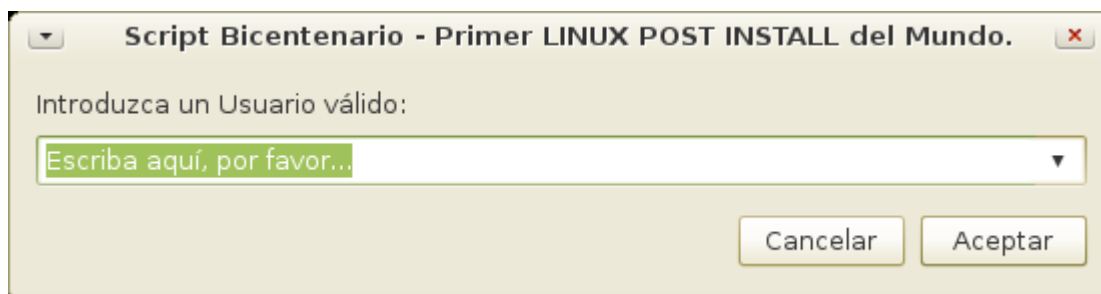 Script Bicentenario - Primer LINUX POST INSTALL del Mundo.
Introduzca un Usuario válido:
Escriba aquí, por favor...
Cancelar Aceptar